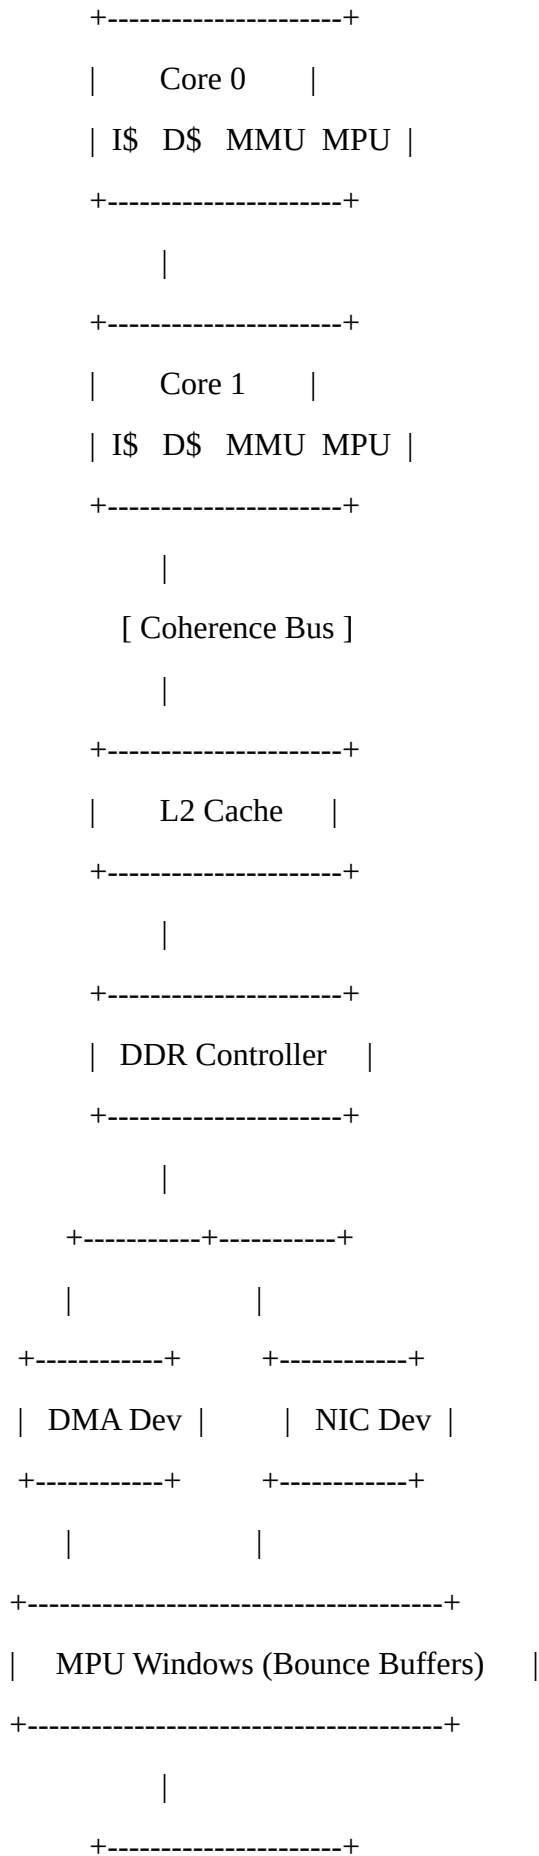 +----------------------+
|        Core 0        |
|  I$   D$   MMU  MPU  |
+----------------------+
|
+----------------------+
|        Core 1        |
|  I$   D$   MMU  MPU  |
+----------------------+
|
[ Coherence Bus ]
|
+----------------------+
|        L2 Cache      |
+----------------------+
|
+----------------------+
|   DDR Controller     |
+----------------------+
|
+-----------+-----------+
|                       |
+------------+          +------------+
|   DMA Dev  |          |   NIC Dev  |
+------------+          +------------+
|                       |
+---------------------------------------+
|     MPU Windows (Bounce Buffers)      |
+---------------------------------------+
|
+----------------------+